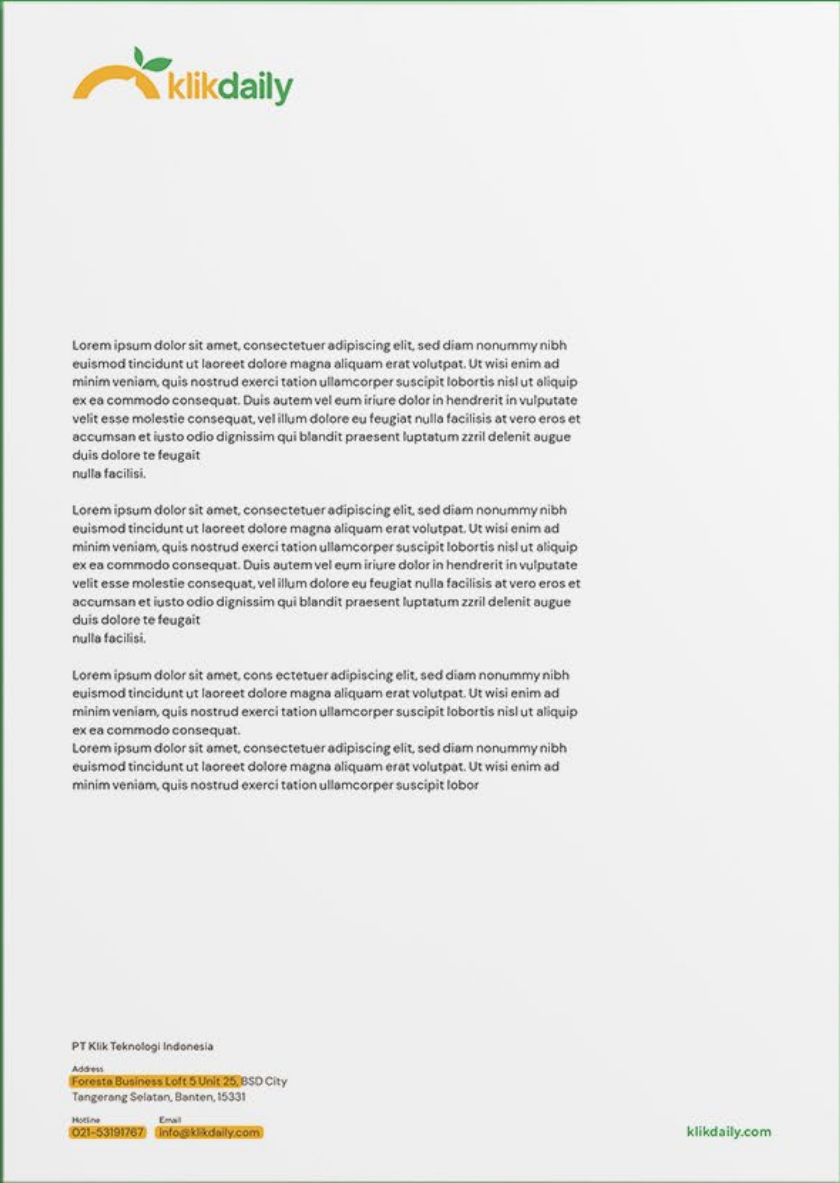 klikdaily
Lorem ipsum dolor sit amet, consectetuer adipiscing elit, sed diam nonummy nibh
euismod tincidunt ut laoreet dolore magna aliquam erat volutpat. Ut wisi enim ad
minim veniam, quis nostrud exerci tation ullamcorper suscipit lobortis nisl ut aliquip
ex ea commodo consequat. Duis autem vel eum iriure dolor in hendrerit in vulputate
velit esse molestie consequat, vel illum dolore eu feugiat nulla facilisis at vero eros et
accumsan et iusto odio dignissim qui blandit praesent luptatum zzril delenit augue
duis dolore te feugait
nulla facilisi.
Lorem ipsum dolor sit amet, consectetuer adipiscing elit, sed diam nonummy nibh
euismod tincidunt ut laoreet dolore magna aliquam erat volutpat. Ut wisi enim ad
minim veniam, quis nostrud exerci tation ullamcorper suscipit lobortis nisl ut aliquip
ex ea commodo consequat. Duis autem vel eum iriure dolor in hendrerit in vulputate
velit esse molestie consequat, vel illum dolore eu feugiat nulla facilisis at vero eros et
accumsan et iusto odio dignissim qui blandit praesent luptatum zzril delenit augue
duis dolore te feugait
nulla facilisi.
Lorem ipsum dolor sit amet, cons ectetuer adipiscing elit, sed diam nonummy nibh
euismod tincidunt ut laoreet dolore magna aliquam erat volutpat. Ut wisi enim ad
minim veniam, quis nostrud exerci tation ullamcorper suscipit lobortis nisl ut aliquip
ex ea commodo consequat.
Lorem ipsum dolor sit amet, consectetuer adipiscing elit, sed diam nonummy nibh
euismod tincidunt ut laoreet dolore magna aliquam erat volutpat. Ut wisi enim ad
minim veniam, quis nostrud exerci tation ullamcorper suscipit lobor
PT Klik Teknologi Indonesia
Address
Foresta Business Loft 5 Unit 25, BSD City
Tangerang Selatan, Banten, 15331
Hotline Email
021-53191767 info@klikdaily.com
klikdaily.com